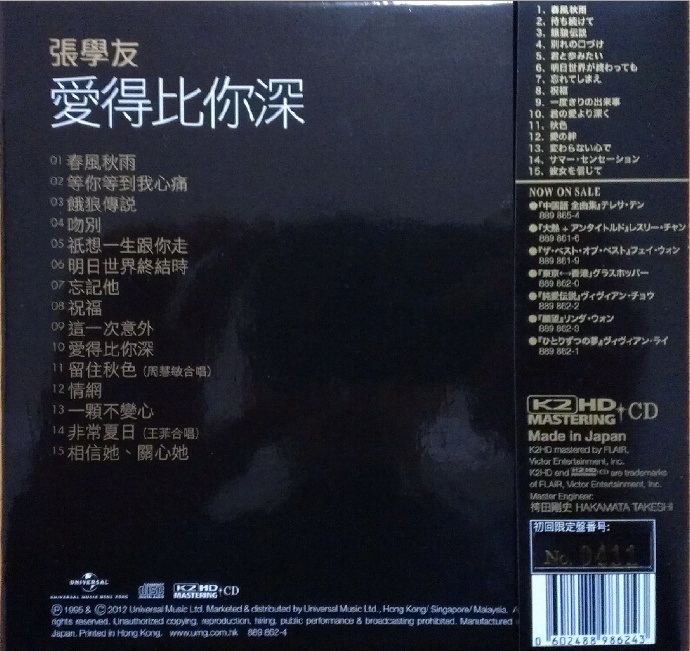 張學友
愛得比你深
01 春風秋雨
02 等你等到我心痛
03 餓狼傳說
04 吻別
05 祇想一生跟你走
06 明日世界終結時
07 忘記他
08 祝福
09 這一次意外
10 愛得比你深
11 留住秋色 (周慧敏合唱)
12 情網
13 一顆不變心
14 非常夏日 (王菲合唱)
15 相信她、關心她
UNIVERSAL
UNIVERSAL MUSIC HONG KONG
K2HD MASTERING+CD
Ⓟ 1995 & Ⓒ 2012 Universal Music Ltd. Marketed & distributed by Universal Music Ltd., Hong Kong/ Singapore/ Malaysia. A
rights reserved. Unauthorized copying, reproduction, hiring, public performance & broadcasting prohibited. Manufactured
Japan. Printed in Hong Kong. www.umg.com.hk 889 862-4
1. 春風秋雨
2. 待ち続けて
3. 餓狼伝説
4. 別れの口づけ
5. 君と歩みたい
6. 明日世界が終わっても
7. 忘れてしまえ
8. 祝福
9. 一度きりの出来事
10. 君の愛より深く
11. 秋色
12. 愛の絆
13. 変わらない心で
14. サマー・センセーション
15. 彼女を信じて
NOW ON SALE
●『中国語 全曲集』テレサ・テン
889 865-4
●『大熱 + アンタイトルド』レスリー・チャン
889 861-6
●『ザ・ベスト・オブ・ベスト』フェイ・ウォン
889 861-9
●『東京←→香港』グラスホッパー
889 862-0
●『純愛伝説』ヴィヴィアン・チョウ
889 862-2
●『願望』リンダ・ウォン
889 862-3
●『ひとりずつの夢』ヴィヴィアン・ライ
889 862-1
K2HD MASTERING+CD
Made in Japan
K2HD mastered by FLAIR,
Victor Entertainment, Inc.
K2HD and K2HD MASTERING+CD are trademarks
of FLAIR, Victor Entertainment, Inc.
Master Engineer:
袴田剛史 HAKAMATA TAKESHI
初回限定盤番号:
No. 0411
0 602488 986243